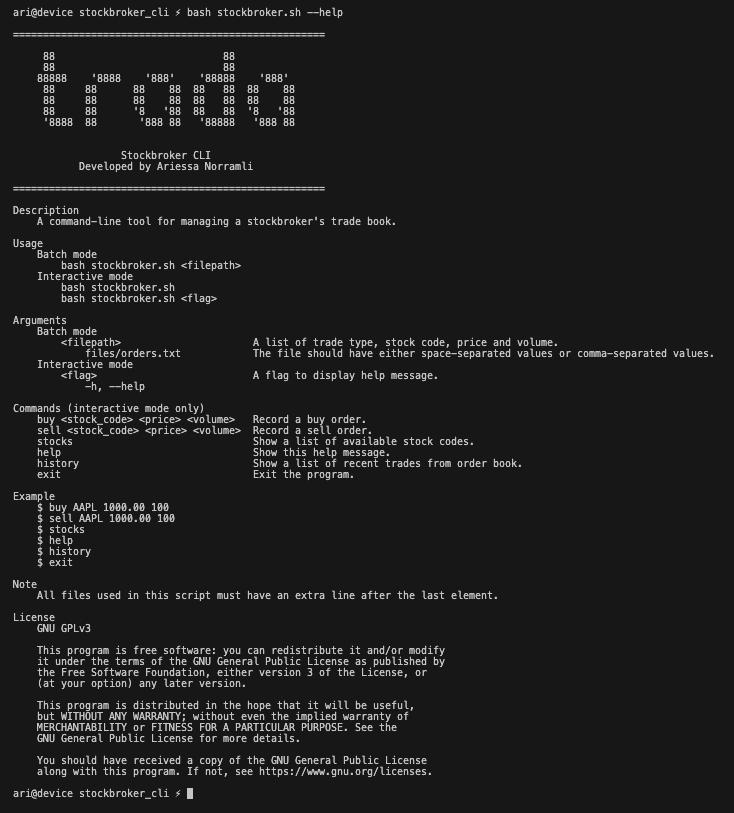 ari@device stockbroker_cli ⚡ bash stockbroker.sh --help
====================================================
     88                            88
     88                            88
    88888    '8888    '888'    '88888    '888'
     88     88      88    88  88   88  88    88
     88     88      88    88  88   88  88    88
     88     88      '8   '88  88   88  '8   '88
     '8888  88       '888 88   '88888   '888 88
Stockbroker CLI
Developed by Ariessa Norramli
====================================================
Description
A command-line tool for managing a stockbroker's trade book.
Usage
Batch mode
bash stockbroker.sh <filepath>
Interactive mode
bash stockbroker.sh
bash stockbroker.sh <flag>
Arguments
Batch mode
<filepath> A list of trade type, stock code, price and volume.
files/orders.txt The file should have either space-separated values or comma-separated values.
Interactive mode
<flag> A flag to display help message.
-h, --help
Commands (interactive mode only)
buy <stock_code> <price> <volume> Record a buy order.
sell <stock_code> <price> <volume> Record a sell order.
stocks Show a list of available stock codes.
help Show this help message.
history Show a list of recent trades from order book.
exit Exit the program.
Example
$ buy AAPL 1000.00 100
$ sell AAPL 1000.00 100
$ stocks
$ help
$ history
$ exit
Note
All files used in this script must have an extra line after the last element.
License
GNU GPLv3
This program is free software: you can redistribute it and/or modify
it under the terms of the GNU General Public License as published by
the Free Software Foundation, either version 3 of the License, or
(at your option) any later version.
This program is distributed in the hope that it will be useful,
but WITHOUT ANY WARRANTY; without even the implied warranty of
MERCHANTABILITY or FITNESS FOR A PARTICULAR PURPOSE. See the
GNU General Public License for more details.
You should have received a copy of the GNU General Public License
along with this program. If not, see https://www.gnu.org/licenses.
ari@device stockbroker_cli ⚡